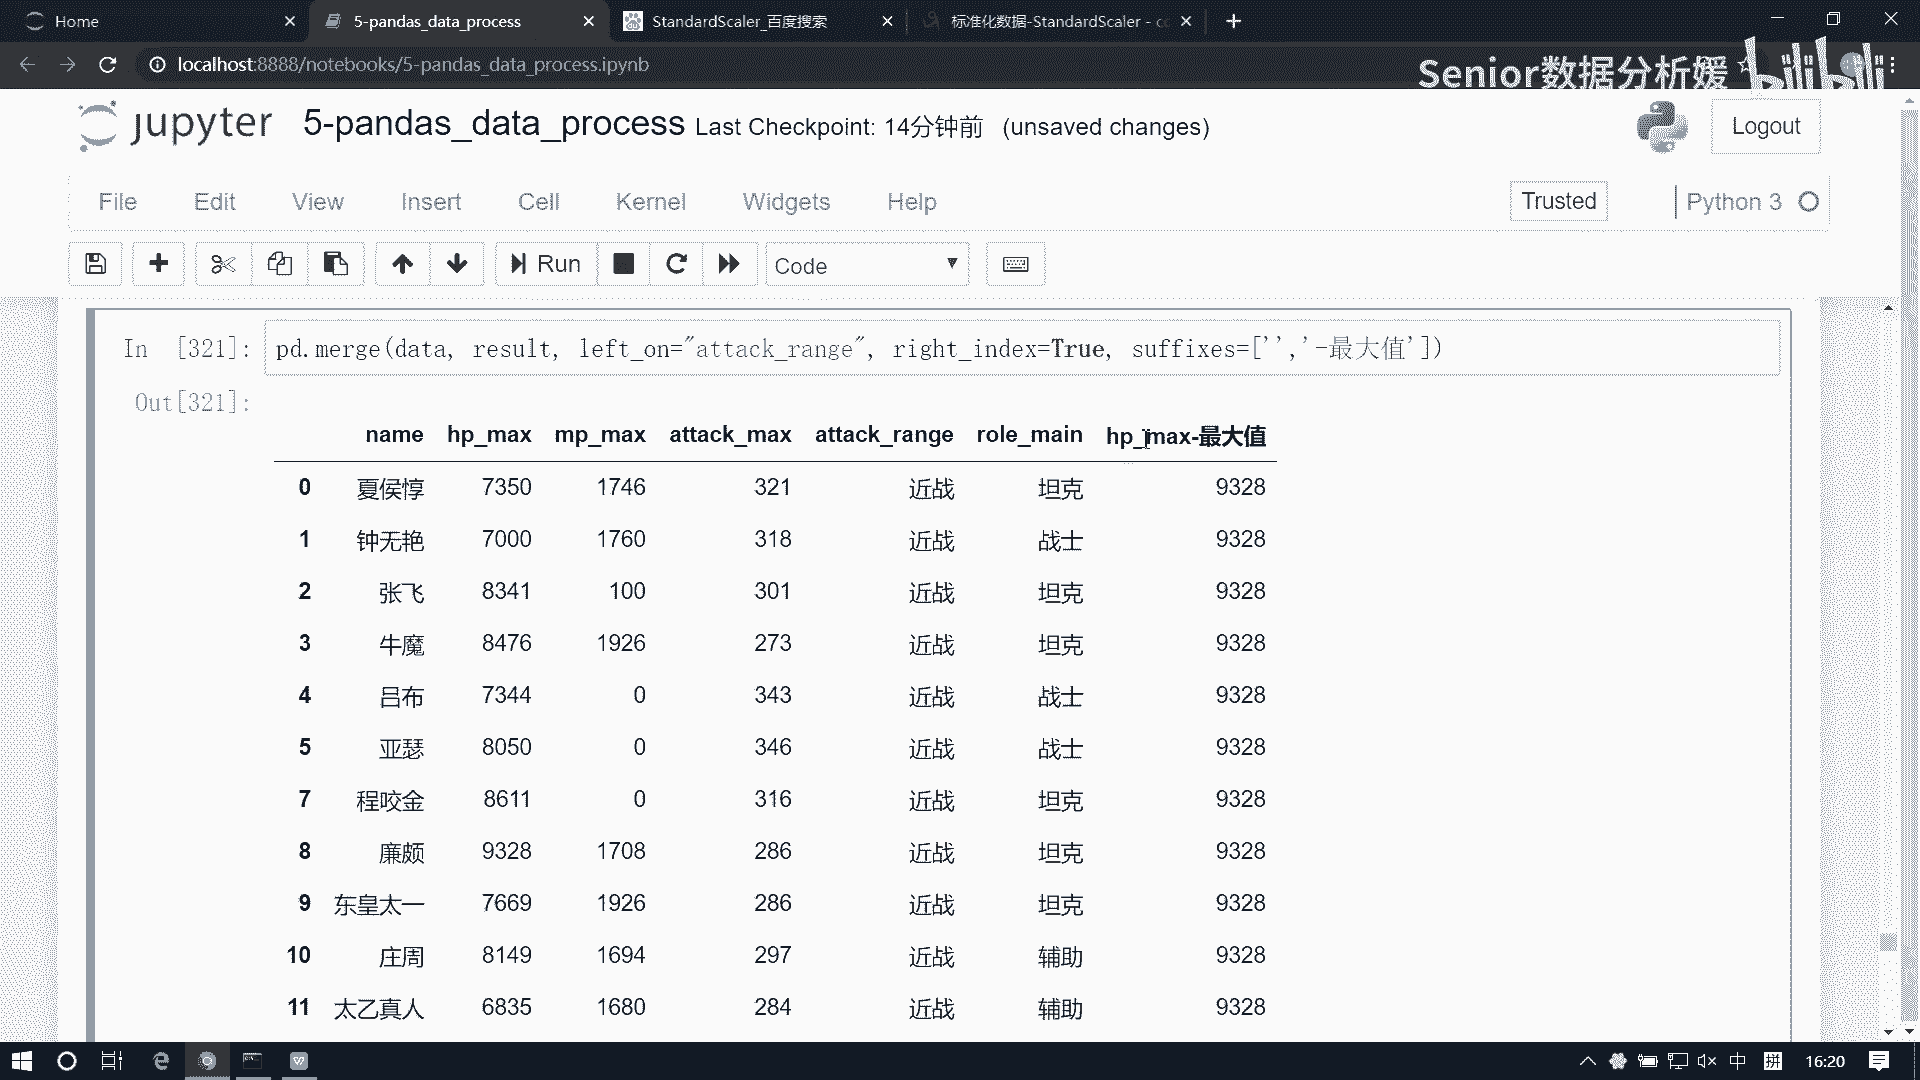 Home
5-pandas_data_process
StandardScaler_百度搜索
标准化数据-StandardScaler - co
localhost:8888/notebooks/5-pandas_data_process.ipynb
Senior数据分析媛
bilibili
jupyter 5-pandas_data_process Last Checkpoint: 14分钟前 (unsaved changes)
Logout
File Edit View Insert Cell Kernel Widgets Help
Trusted
Python 3
Run
Code
In [321]: pd.merge(data, result, left_on="attack_range", right_index=True, suffixes=['','-最大值'])
Out[321]:
name hp_max mp_max attack_max attack_range role_main hp_max-最大值
0 夏侯惇 7350 1746 321 近战 坦克 9328
1 钟无艳 7000 1760 318 近战 战士 9328
2 张飞 8341 100 301 近战 坦克 9328
3 牛魔 8476 1926 273 近战 坦克 9328
4 吕布 7344 0 343 近战 战士 9328
5 亚瑟 8050 0 346 近战 战士 9328
7 程咬金 8611 0 316 近战 坦克 9328
8 廉颇 9328 1708 286 近战 坦克 9328
9 东皇太一 7669 1926 286 近战 坦克 9328
10 庄周 8149 1694 297 近战 辅助 9328
11 太乙真人 6835 1680 284 近战 辅助 9328
中
拼
16:20